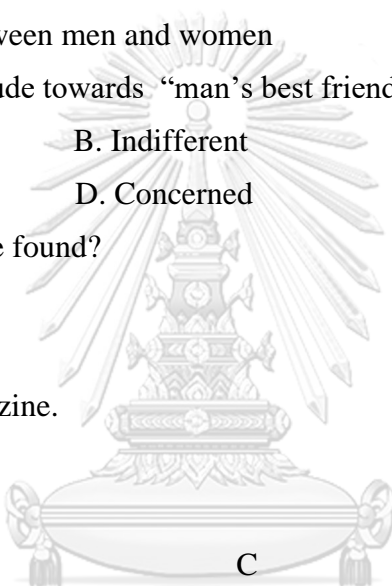 ween men and women
ude towards “man’s best friend
B. Indifferent
D. Concerned
e found?
zine.
C